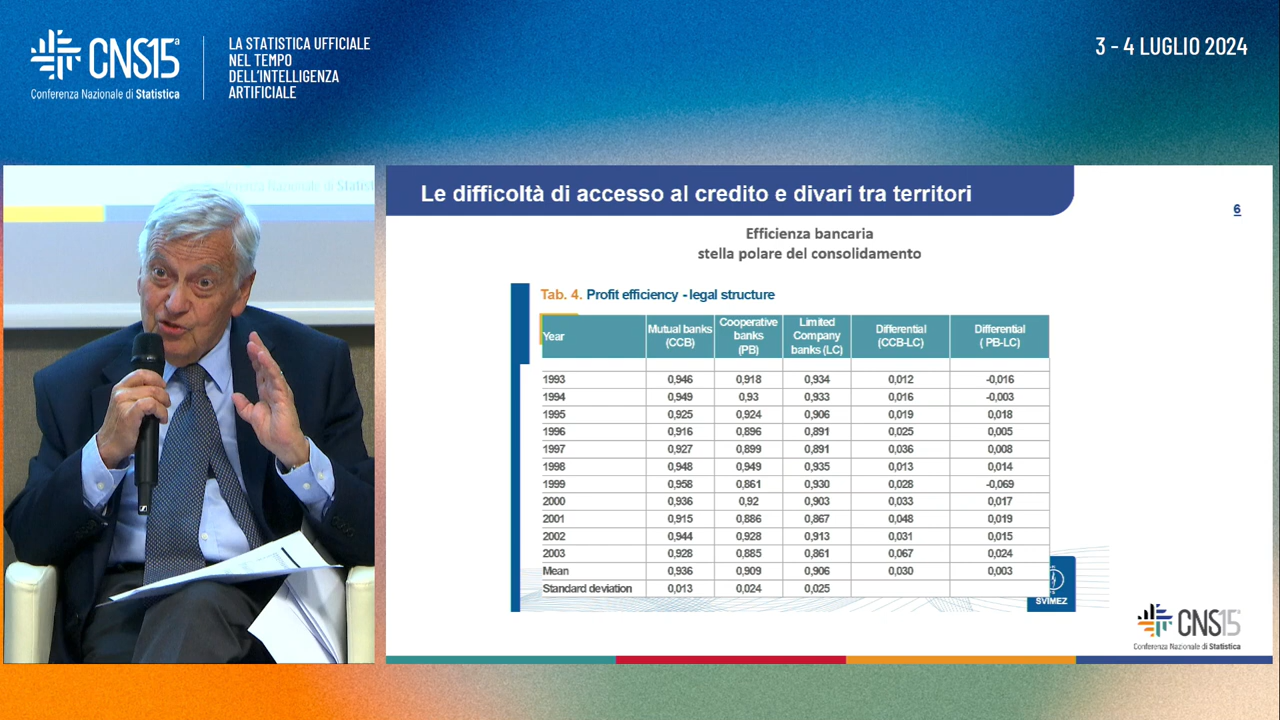 CNS15ª
Conferenza Nazionale di Statistica
LA STATISTICA UFFICIALE
NEL TEMPO
DELL'INTELLIGENZA
ARTIFICIALE
3 - 4 LUGLIO 2024
Le difficoltà di accesso al credito e divari tra territori
6
Efficienza bancaria
stella polare del consolidamento
Tab. 4. Profit efficiency - legal structure
Year Mutual banks (CCB) Cooperative banks (PB) Limited Company banks (LC) Differential (CCB-LC) Differential ( PB-LC)
1993 0,946 0,918 0,934 0,012 -0,016
1994 0,949 0,93 0,933 0,016 -0,003
1995 0,925 0,924 0,906 0,019 0,018
1996 0,916 0,896 0,891 0,025 0,005
1997 0,927 0,899 0,891 0,036 0,008
1998 0,948 0,949 0,935 0,013 0,014
1999 0,958 0,861 0,930 0,028 -0,069
2000 0,936 0,92 0,903 0,033 0,017
2001 0,915 0,886 0,867 0,048 0,019
2002 0,944 0,928 0,913 0,031 0,015
2003 0,928 0,885 0,861 0,067 0,024
Mean 0,936 0,909 0,906 0,030 0,003
Standard deviation 0,013 0,024 0,025
SVIMEZ
CNS15ª
Conferenza Nazionale di Statistica